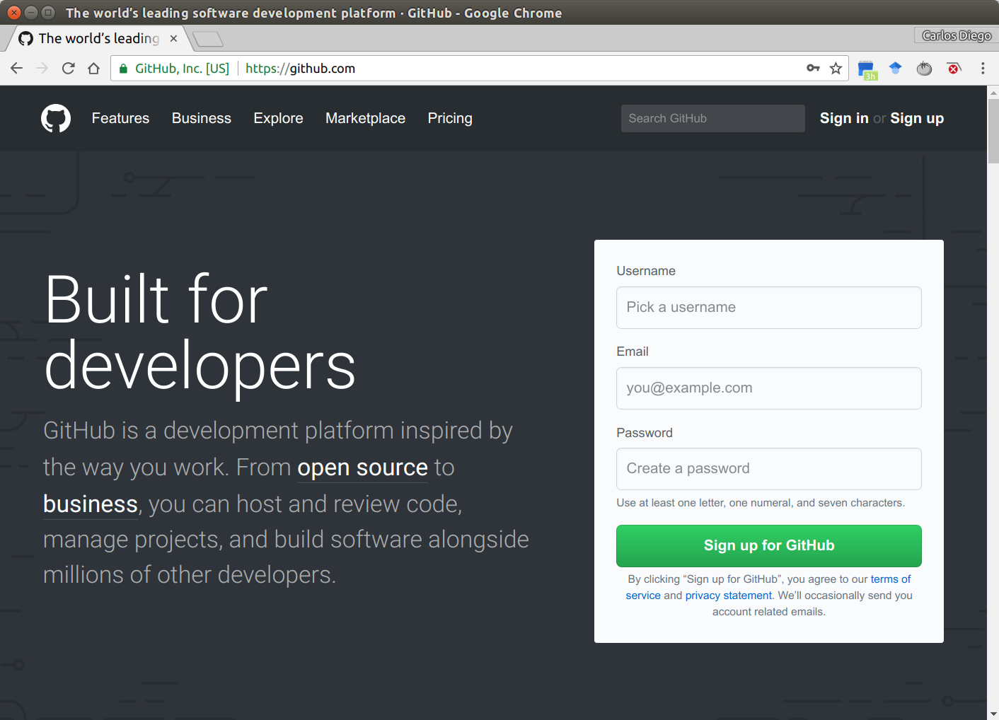 The world's leading software development platform · GitHub - Google Chrome
The world's leading
Carlos Diego
GitHub, Inc. [US] https://github.com
3h
Features Business Explore Marketplace Pricing Search GitHub Sign in or Sign up
Built for
developers
GitHub is a development platform inspired by
the way you work. From open source to
business, you can host and review code,
manage projects, and build software alongside
millions of other developers.
Username
Pick a username
Email
you@example.com
Password
Create a password
Use at least one letter, one numeral, and seven characters.
Sign up for GitHub
By clicking “Sign up for GitHub”, you agree to our terms of
service and privacy statement. We’ll occasionally send you
account related emails.